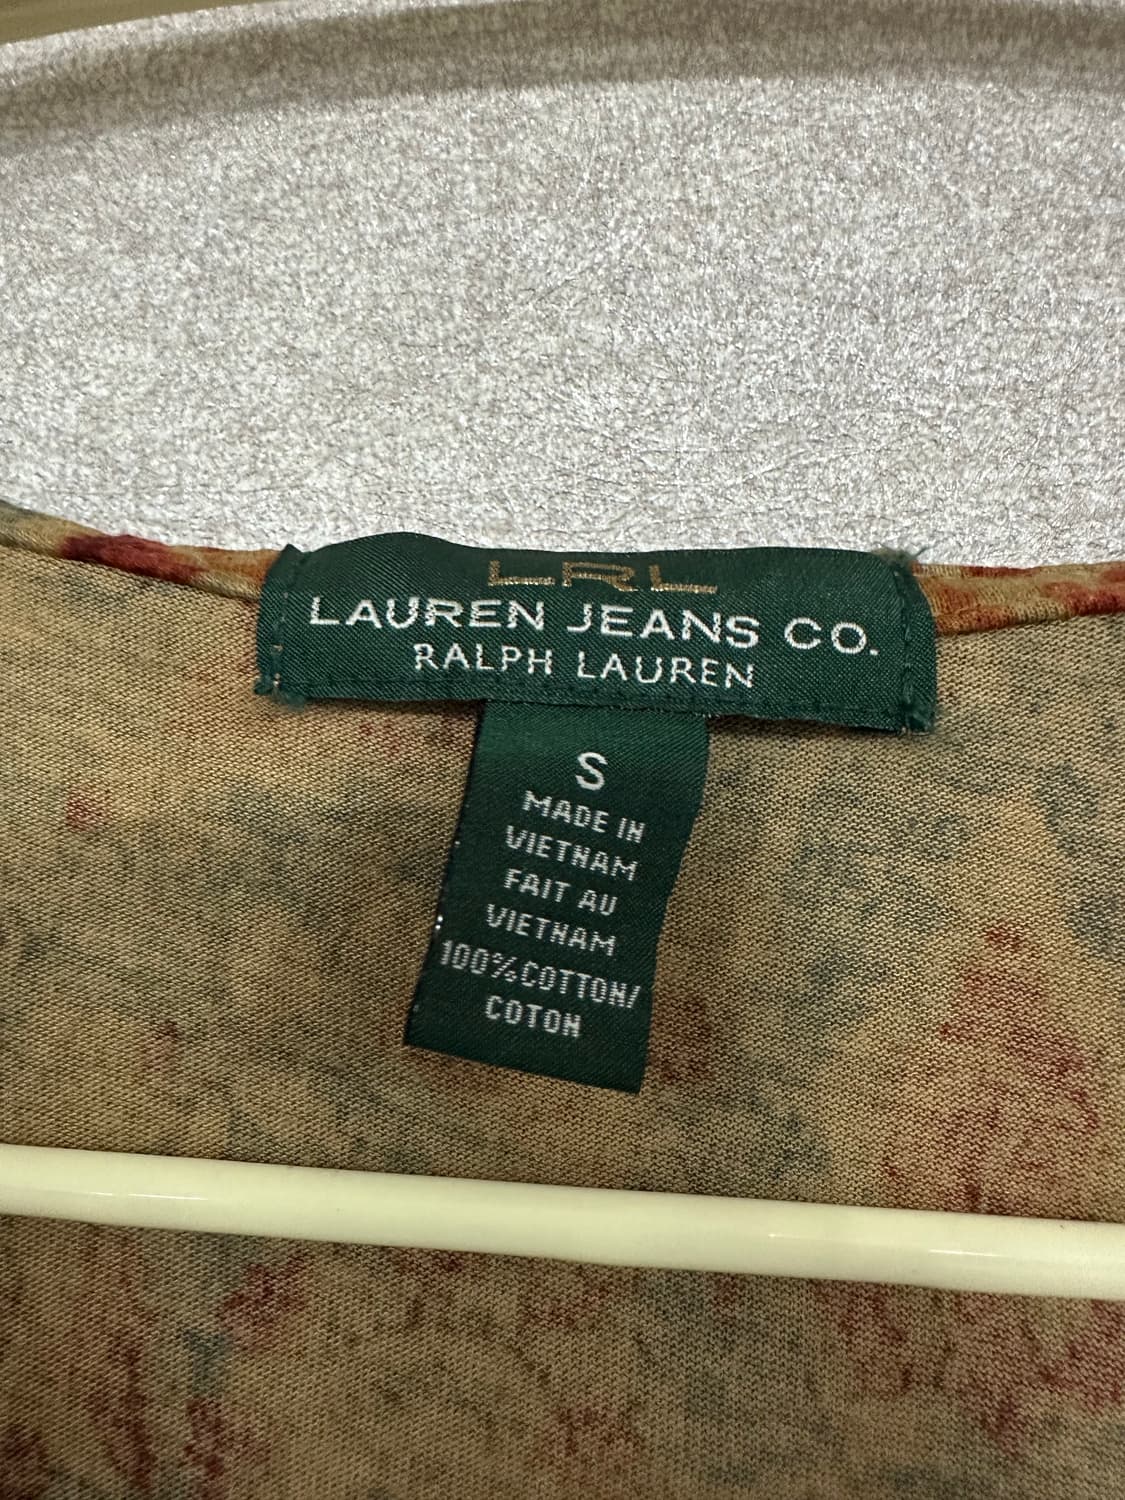 LRL
LAUREN JEANS CO.
RALPH LAUREN
S
MADE IN
VIETNAM
FAIT AU
VIETNAM
100%COTTON/
COTON